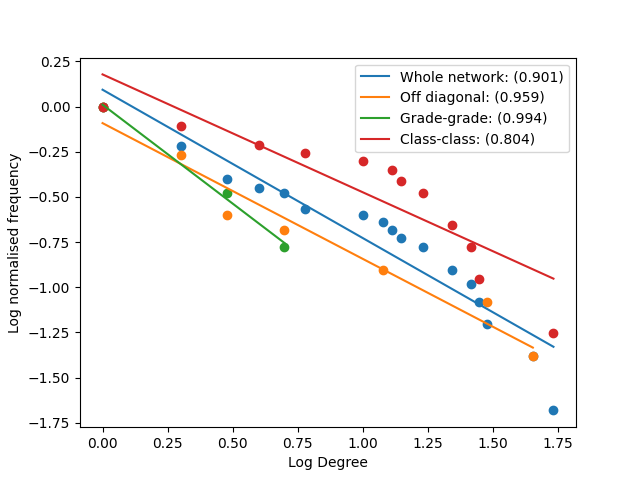 Whole network: (0.901)
Off diagonal: (0.959)
Grade-grade: (0.994)
Class-class: (0.804)
Log normalised frequency
0.25
0.00
−0.25
−0.50
−0.75
−1.00
−1.25
−1.50
−1.75
0.00 0.25 0.50 0.75 1.00 1.25 1.50 1.75
Log Degree